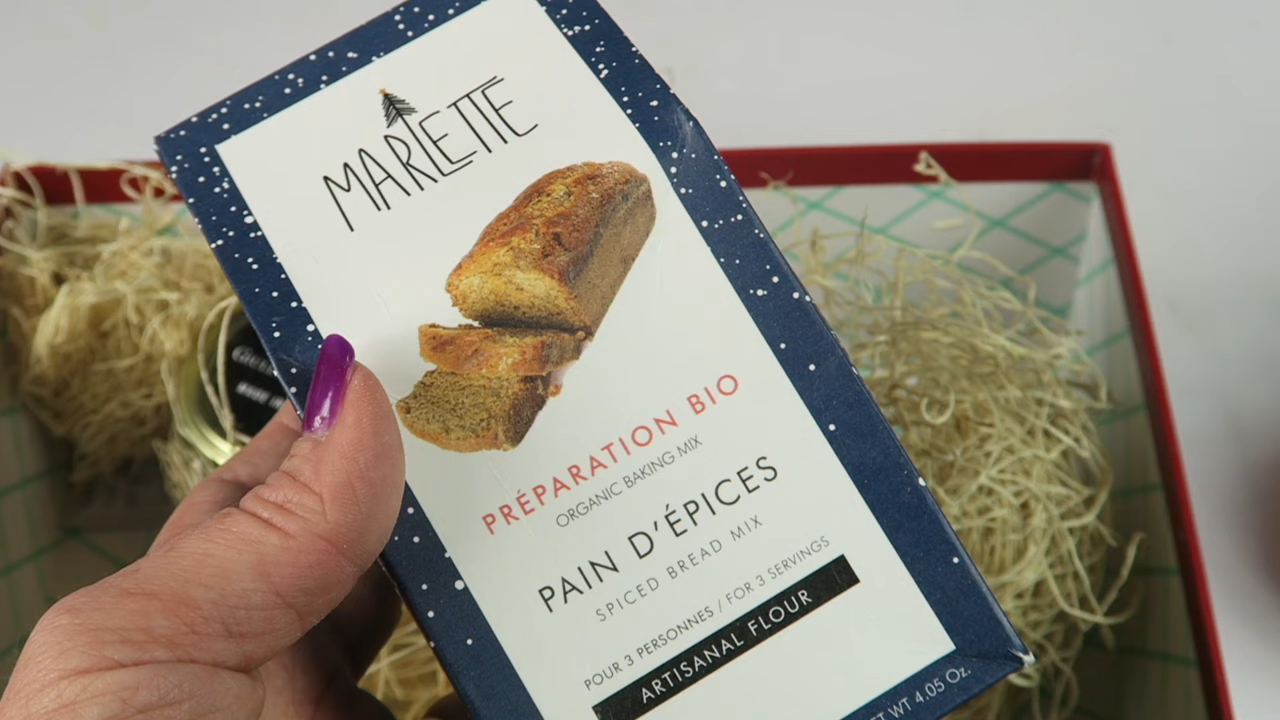 MARLETTE
PRÉPARATION BIO
ORGANIC BAKING MIX
PAIN D'ÉPICES
SPICED BREAD MIX
POUR 3 PERSONNES / FOR 3 SERVINGS
ARTISANAL FLOUR
WT 4.05 Oz.